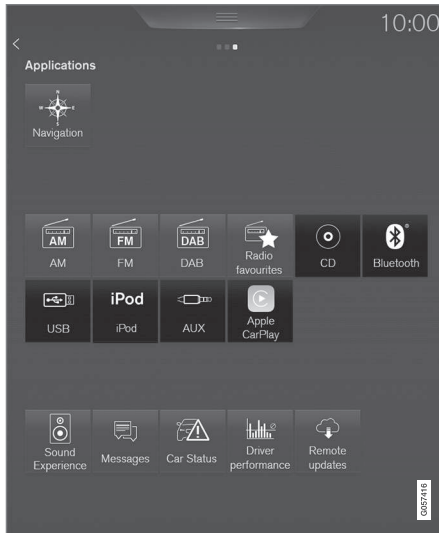 10:00
Applications
N
W E
S
Navigation
AM FM DAB
AM FM DAB Radio favourites CD Bluetooth
iPod
USB iPod AUX Apple CarPlay
Sound Experience Messages Car Status Driver performance Remote updates
G057416